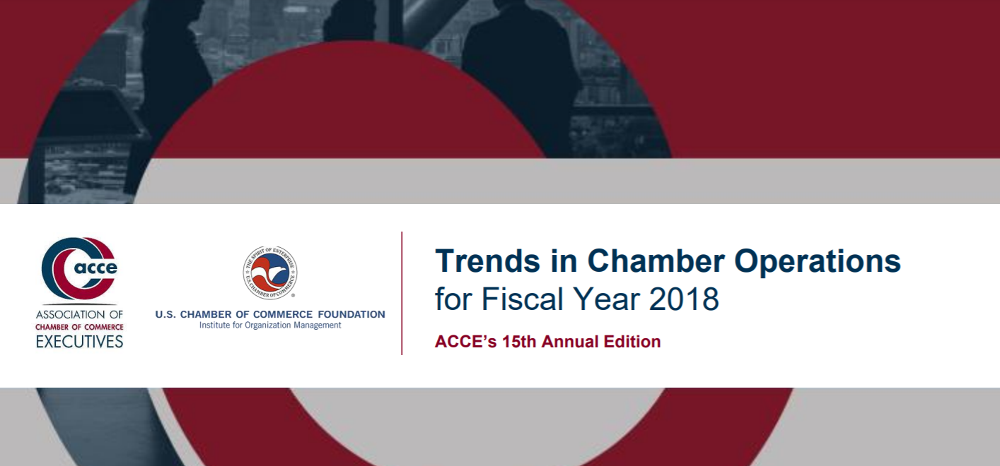 acce
ASSOCIATION OF
CHAMBER OF COMMERCE
EXECUTIVES
THE SPIRIT OF ENTERPRISE
U.S. CHAMBER OF COMMERCE
®
U.S. CHAMBER OF COMMERCE FOUNDATION
Institute for Organization Management
Trends in Chamber Operations
for Fiscal Year 2018
ACCE’s 15th Annual Edition